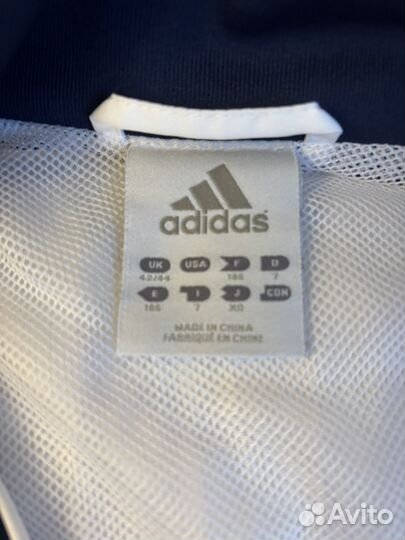 adidas
UK USA F D
42/44 186 7
E I J CDN
186 7 XO
MADE IN CHINA
FABRIQUÉ EN CHINE
Avito